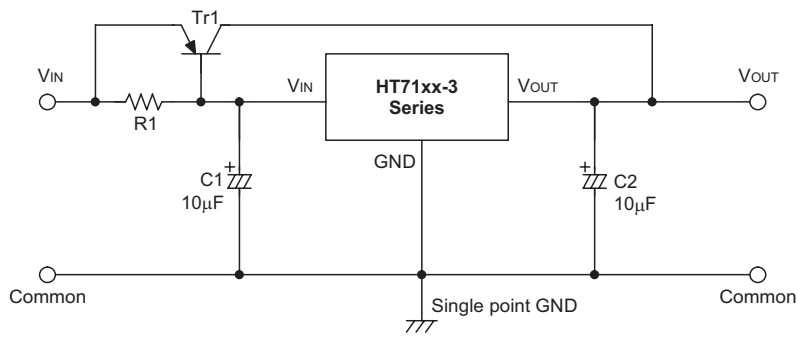 Tr1
VIN
R1
VIN
HT71xx-3
Series
VOUT
VOUT
GND
C1
10μF
C2
10μF
Common
Single point GND
Common
+
+